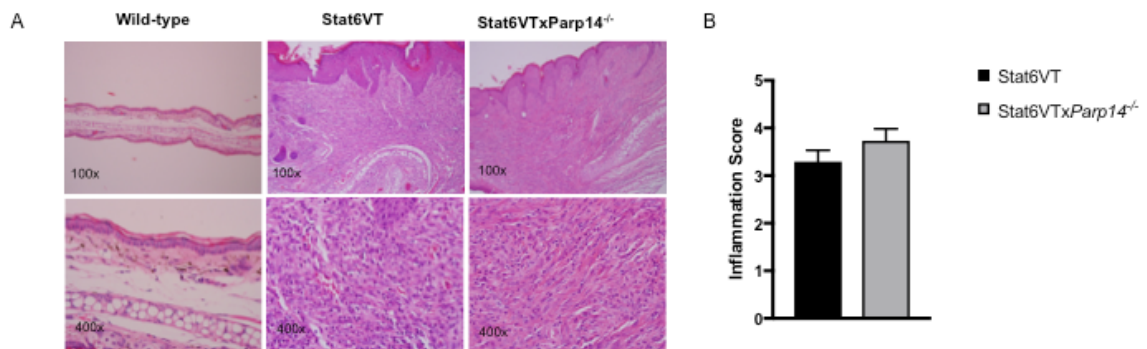 A
Wild-type
Stat6VT
Stat6VTxParp14-/-
100x
100x
100x
400x
400x
400x
B
5
4
3
2
1
0
Inflammation Score
Stat6VT
Stat6VTxParp14-/-